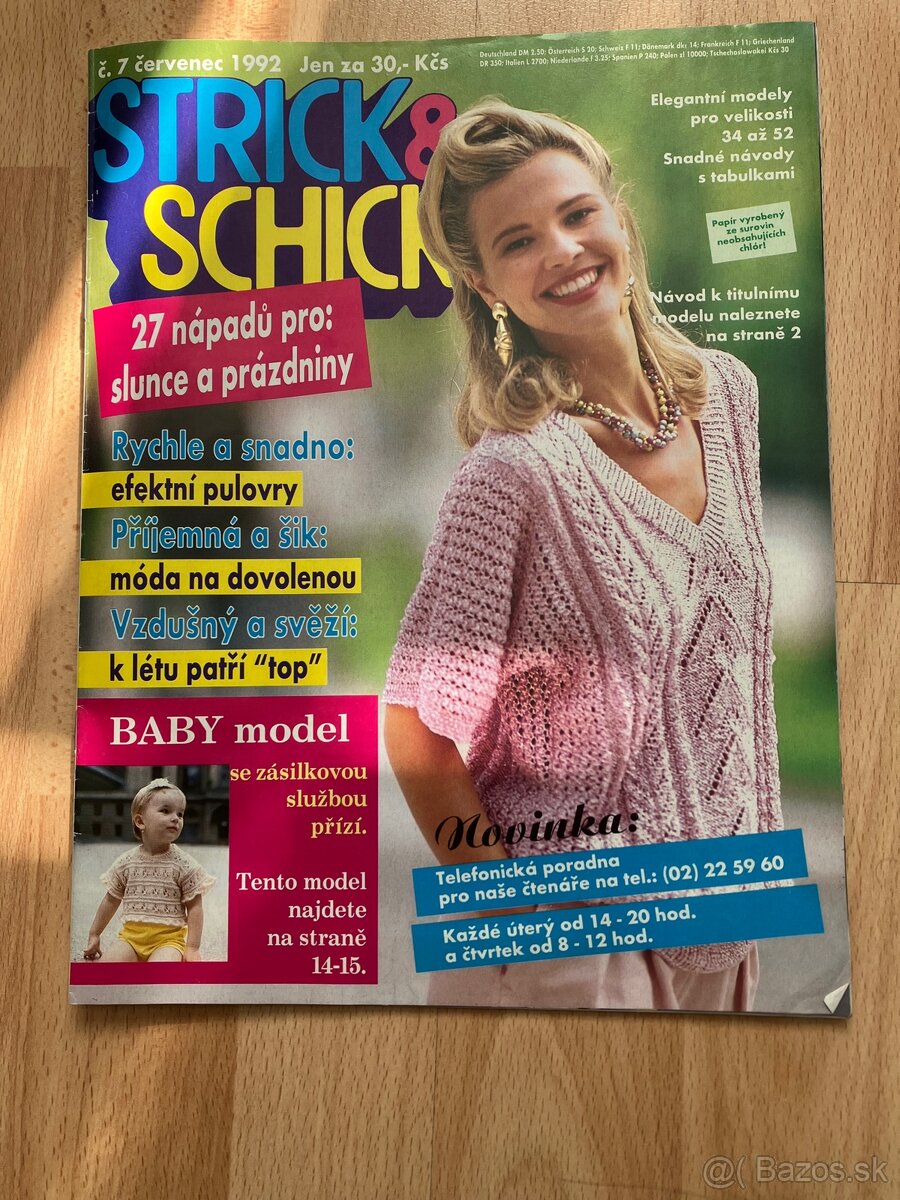 č. 7 červenec 1992 Jen za 30,- Kčs
Deutschland DM 2.50; Österreich S 20; Schweiz F 11; Dänemark dkr 14; Frankreich F 11; Griechenland
DR 350; Italien L 2700; Niederlande f 3.25; Spanien P 240; Polen zl 10000; Tschechoslowakei Kčs 30
STRICK&
SCHICK
Elegantní modely
pro velikosti
34 až 52
Snadné návody
s tabulkami
Papír vyrobený
ze surovin
neobsahujících
chlór!
Návod k titulnímu
modelu naleznete
na straně 2
27 nápadů pro:
slunce a prázdniny
Rychle a snadno:
efektní pulovry
Příjemná a šik:
móda na dovolenou
Vzdušný a svěží:
k létu patří "top"
BABY model
se zásilkovou
službou
přízí.
Tento model
najdete
na straně
14-15.
Novinka:
Telefonická poradna
pro naše čtenáře na tel.: (02) 22 59 60
Každé úterý od 14 - 20 hod.
a čtvrtek od 8 - 12 hod.
@( Bazos.sk